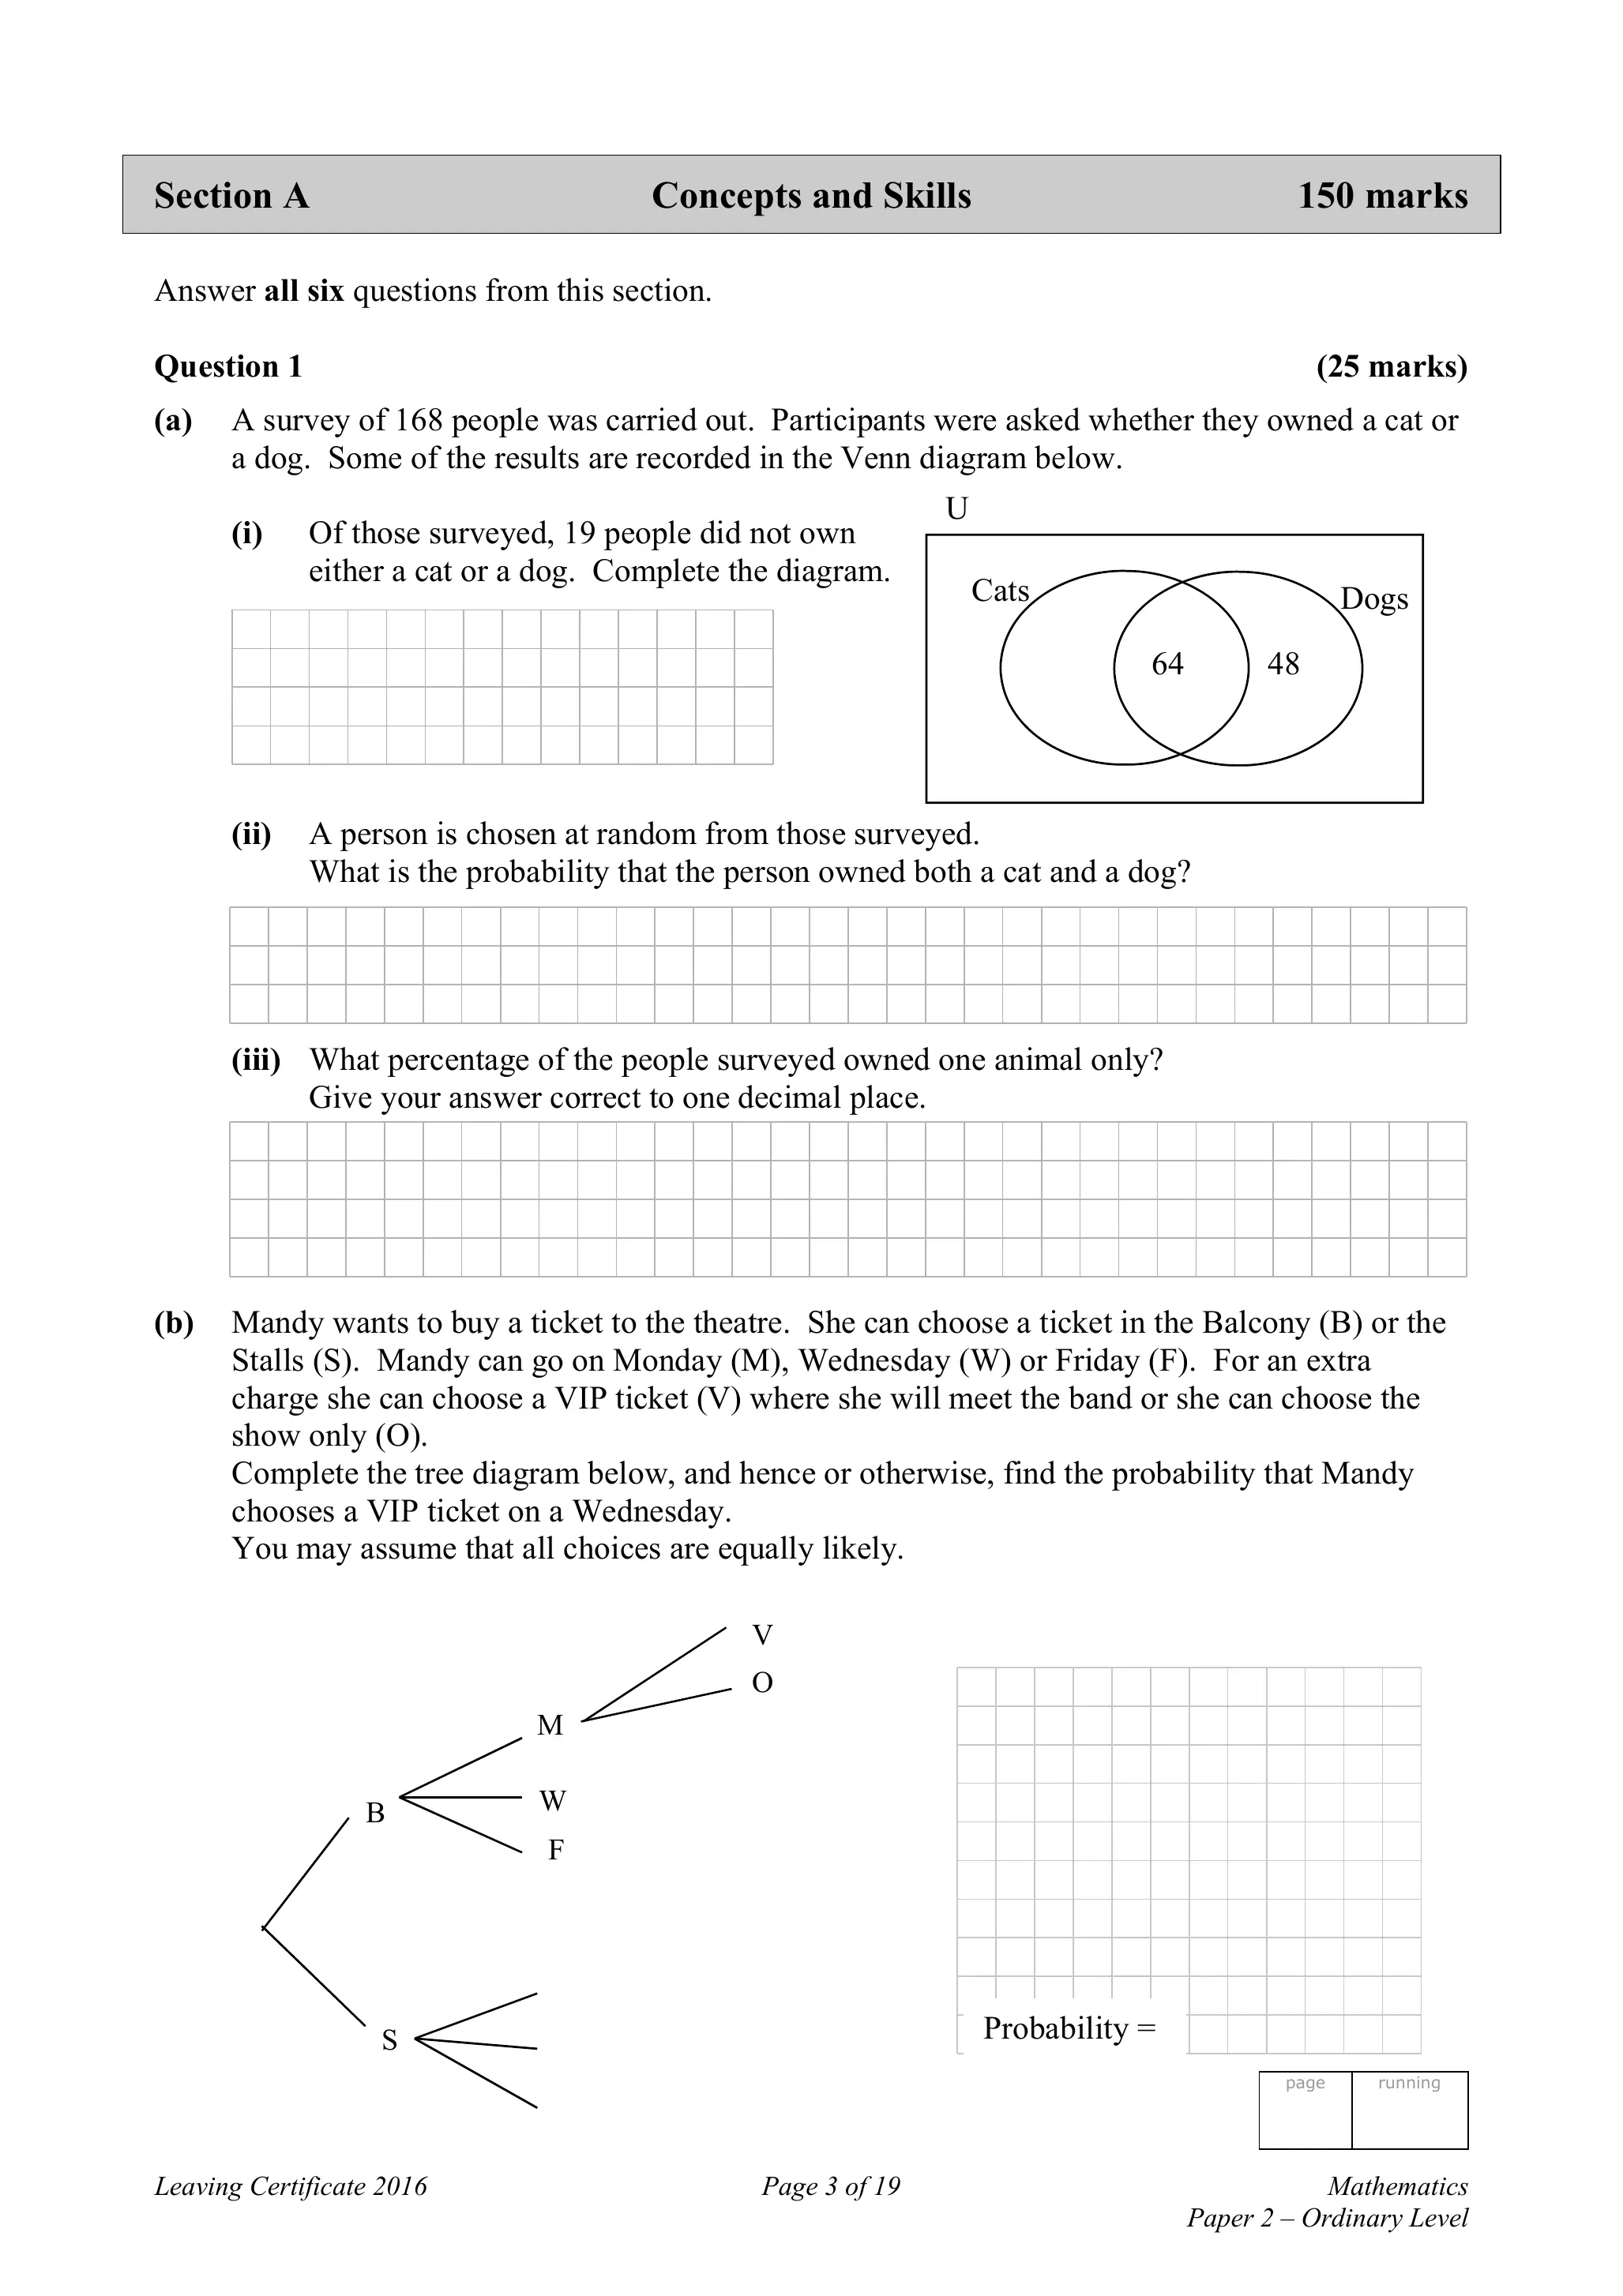 Section A Concepts and Skills 150 marks
Answer all six questions from this section.
Question 1 (25 marks)
(a) A survey of 168 people was carried out. Participants were asked whether they owned a cat or
a dog. Some of the results are recorded in the Venn diagram below.
U
(i) Of those surveyed, 19 people did not own
either a cat or a dog. Complete the diagram.
Cats
Dogs
64 48
(ii) A person is chosen at random from those surveyed.
What is the probability that the person owned both a cat and a dog?
(iii) What percentage of the people surveyed owned one animal only?
Give your answer correct to one decimal place.
(b) Mandy wants to buy a ticket to the theatre. She can choose a ticket in the Balcony (B) or the
Stalls (S). Mandy can go on Monday (M), Wednesday (W) or Friday (F). For an extra
charge she can choose a VIP ticket (V) where she will meet the band or she can choose the
show only (O).
Complete the tree diagram below, and hence or otherwise, find the probability that Mandy
chooses a VIP ticket on a Wednesday.
You may assume that all choices are equally likely.
V
O
M
W
B
F
S
Probability =
page running
Leaving Certificate 2016 Page 3 of 19 Mathematics
Paper 2 – Ordinary Level